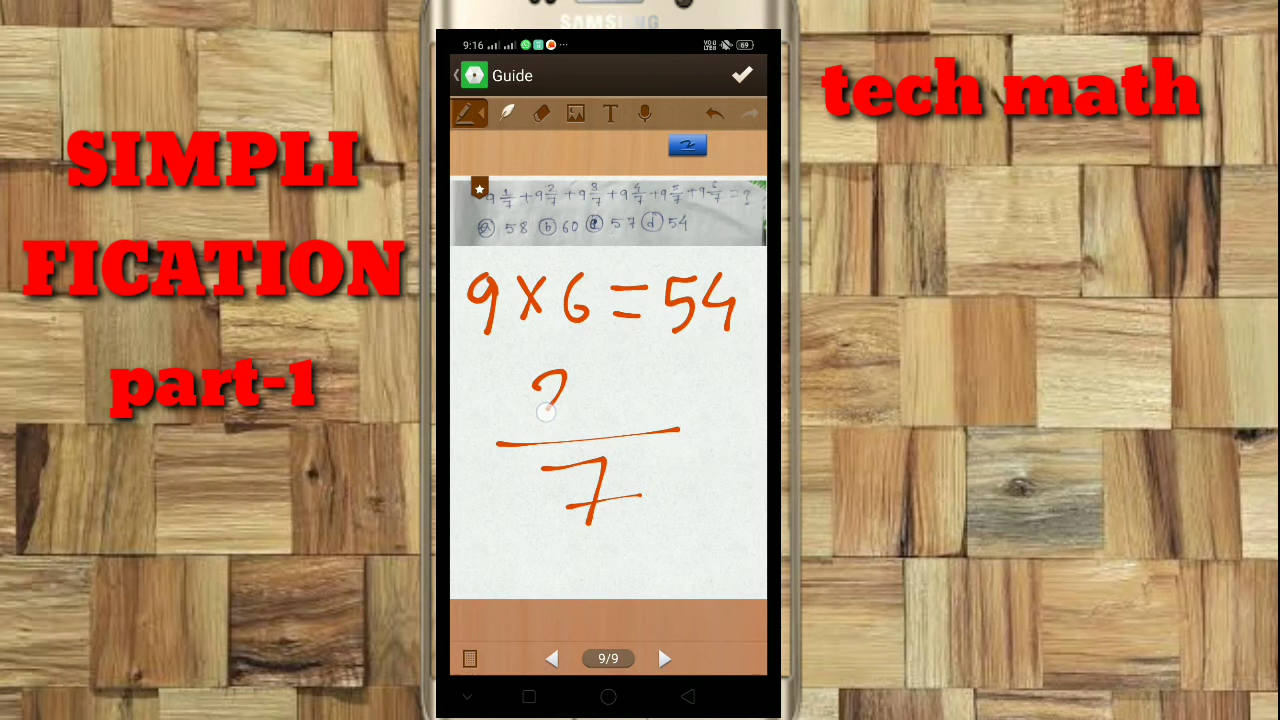 SAMSUNG
9:16
69
Guide
tech math
SIMPLI
FICATION
part-1
9 1/7 + 9 2/7 + 9 3/7 + 9 4/7 + 9 5/7 + 9 6/7 = ?
(a) 58 (b) 60 (c) 57 (d) 54
9 × 6 = 54
7
9/9